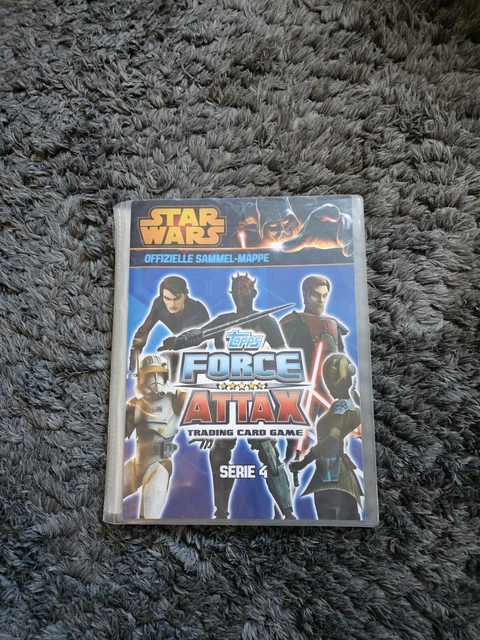 STAR
WARS
OFFIZIELLE SAMMEL-MAPPE
topps
FORCE
ATTAX
TRADING CARD GAME
SERIE 4